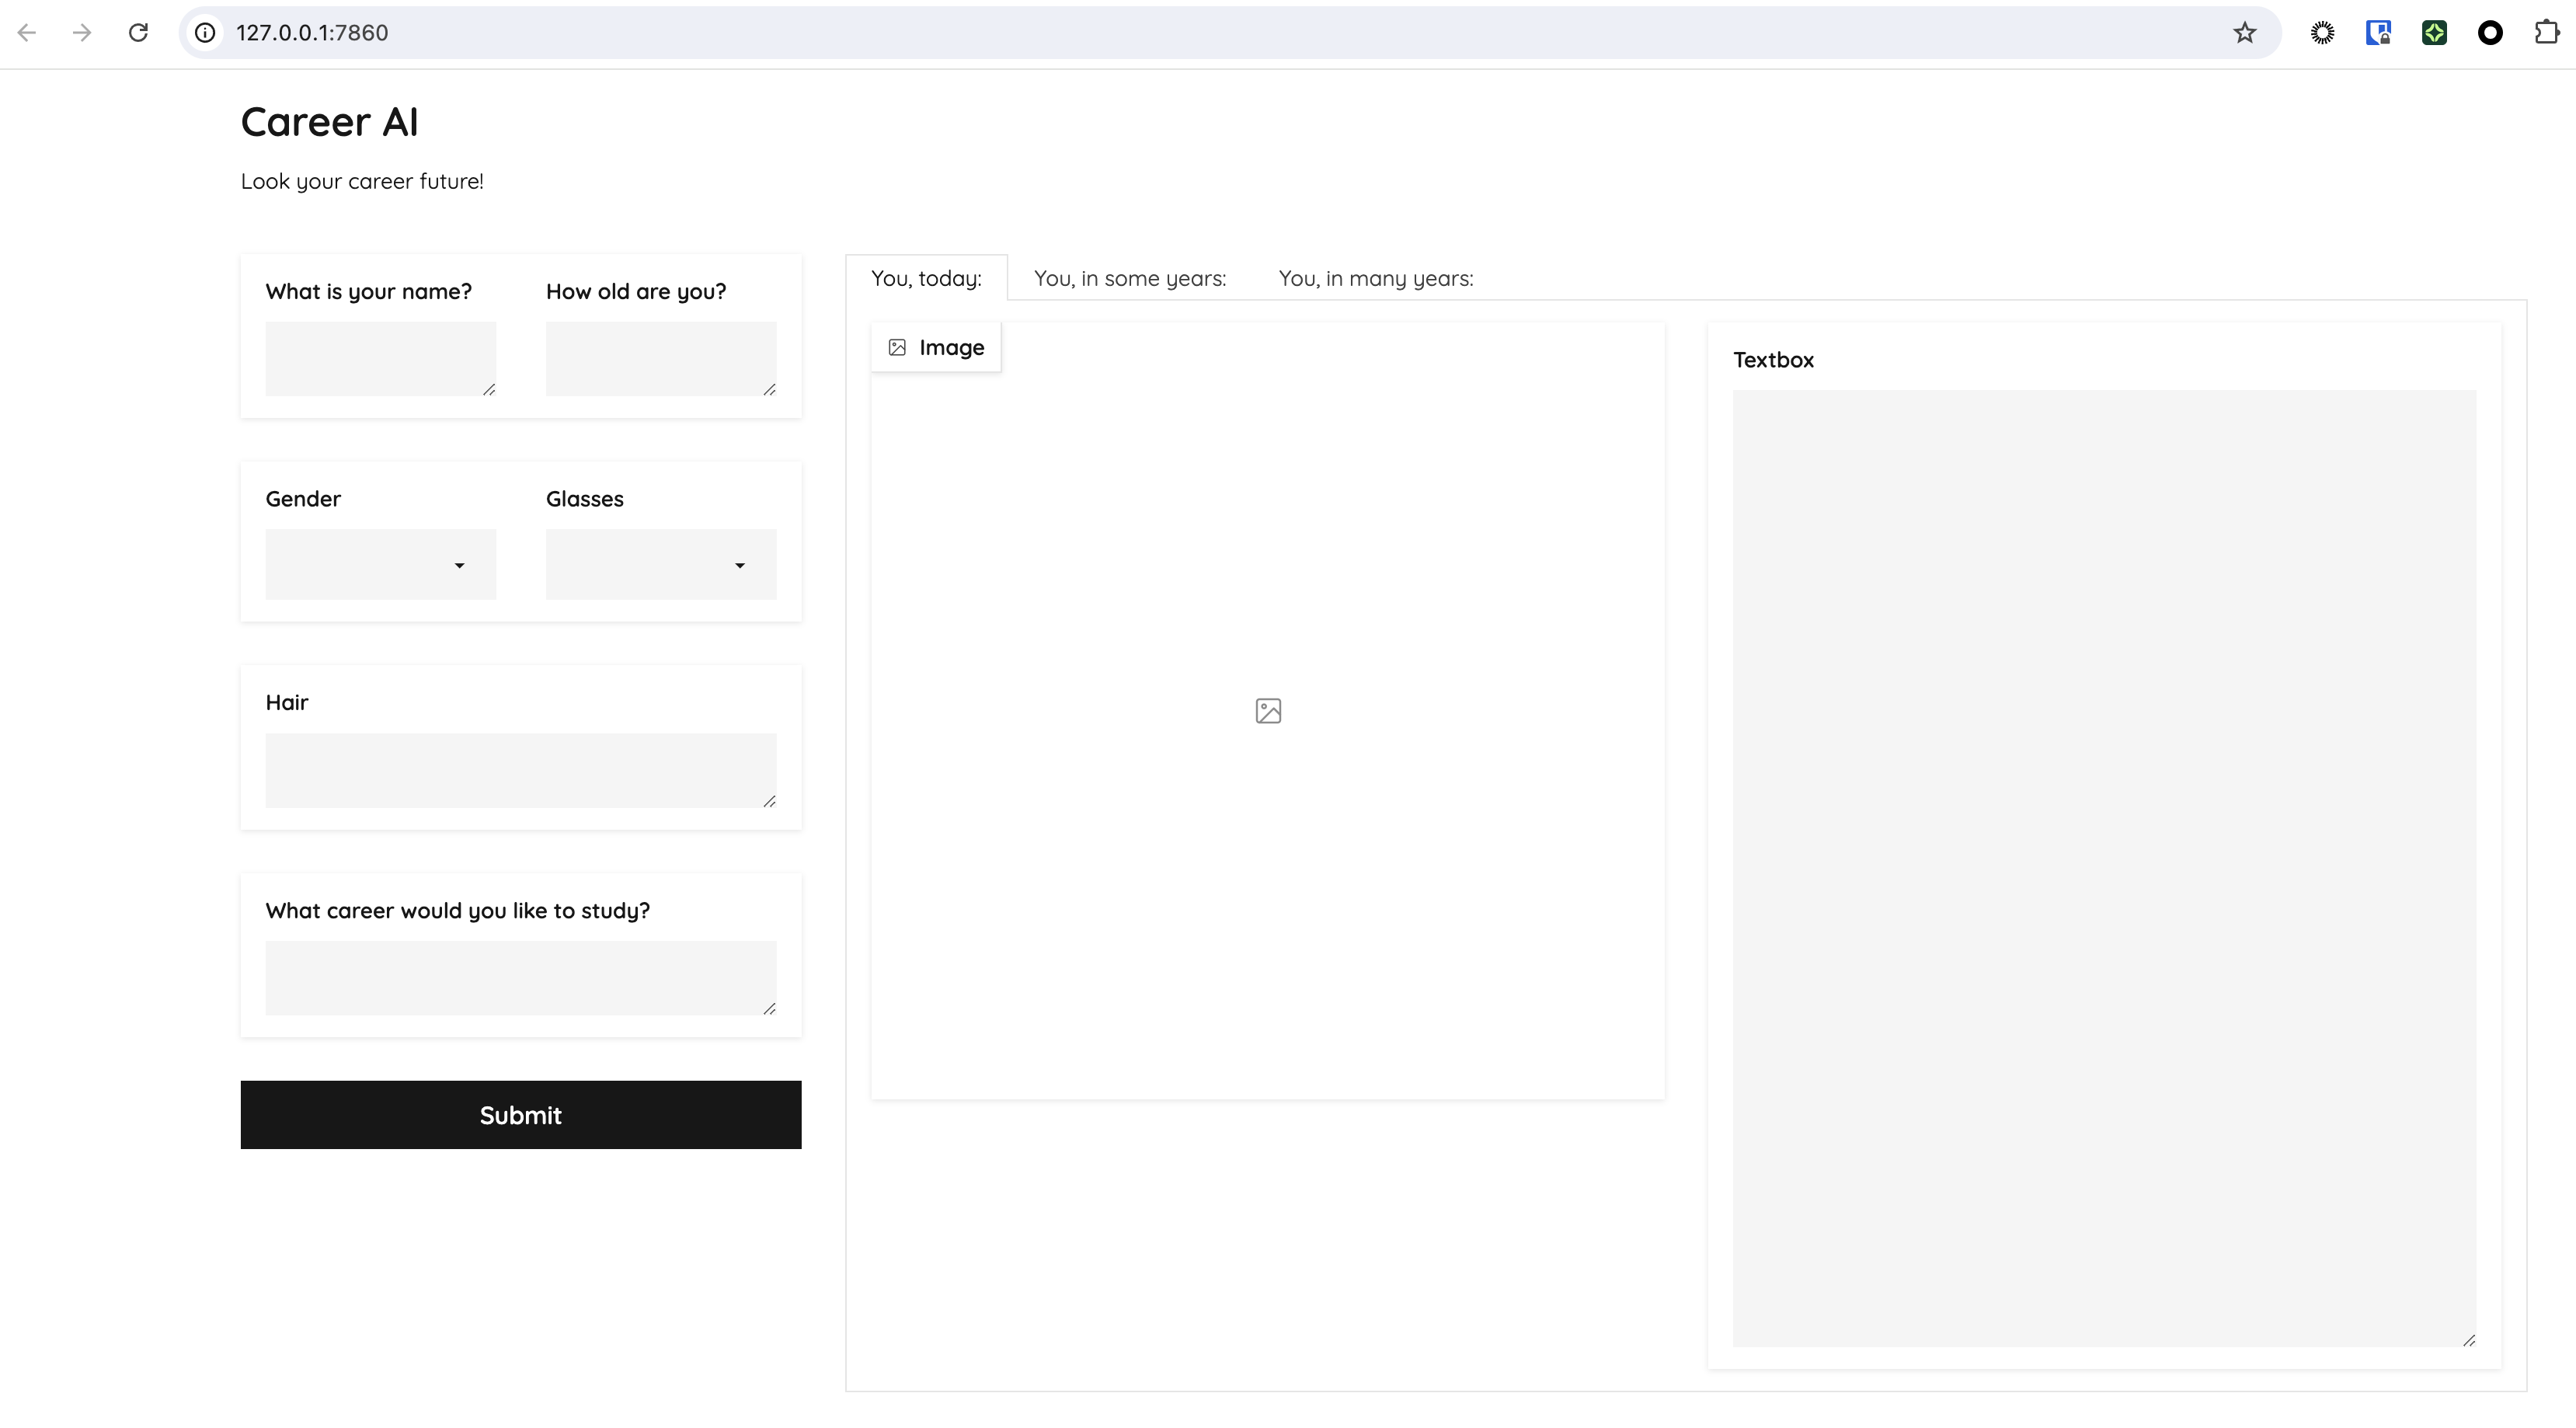 127.0.0.1:7860
Career AI
Look your career future!
What is your name?
How old are you?
Gender
Glasses
Hair
What career would you like to study?
Submit
You, today:
You, in some years:
You, in many years:
Image
Textbox